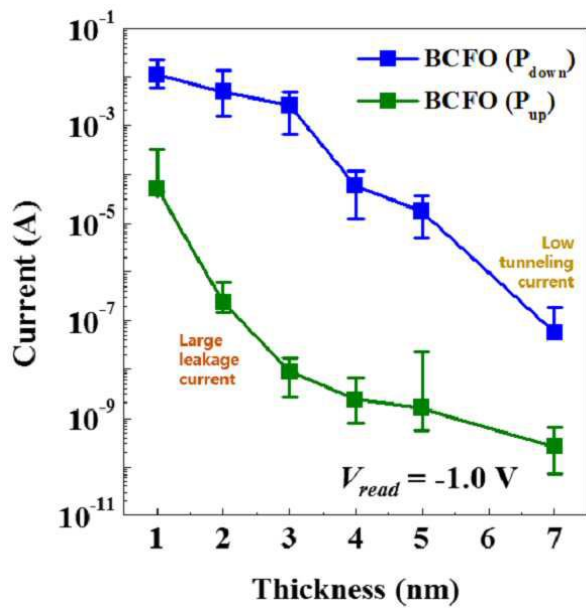 10⁻¹
10⁻³
10⁻⁵
10⁻⁷
10⁻⁹
10⁻¹¹
Current (A)
BCFO (P_down)
BCFO (P_up)
Low
tunneling
current
Large
leakage
current
V_read = -1.0 V
1 2 3 4 5 6 7
Thickness (nm)